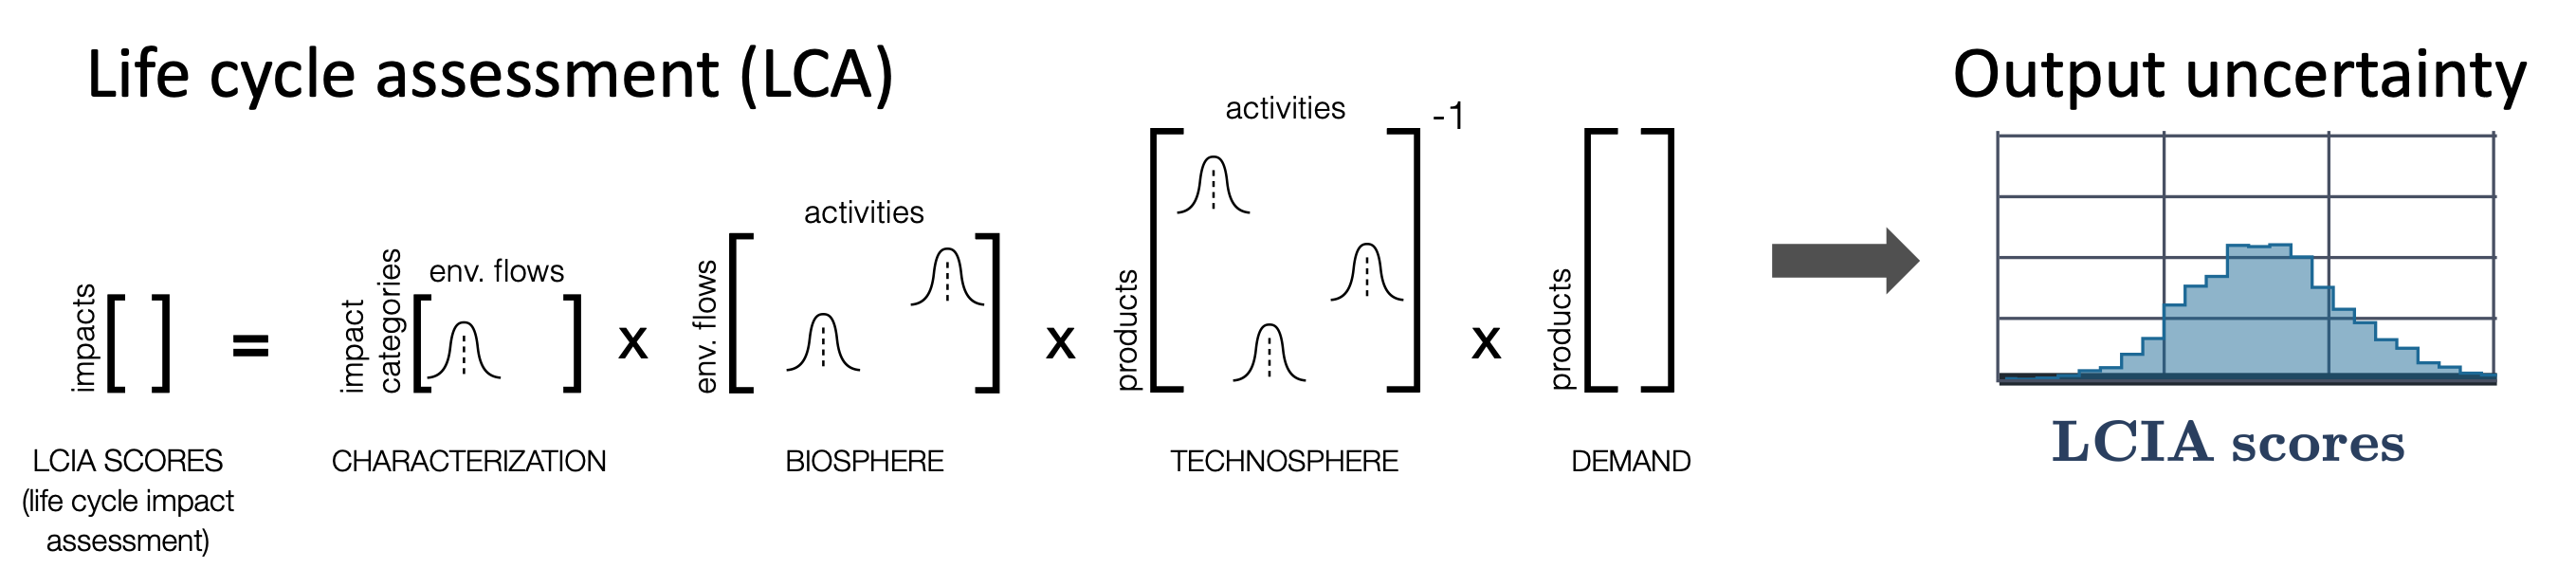 Life cycle assessment (LCA)
Output uncertainty
impacts
=
impact
categories
env. flows
x
env. flows
activities
x
products
activities
-1
x
products
LCIA SCORES
(life cycle impact
assessment)
CHARACTERIZATION
BIOSPHERE
TECHNOSPHERE
DEMAND
LCIA scores